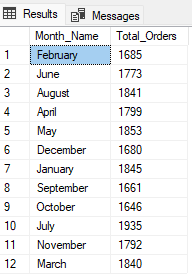 Results Messages
Month_Name Total_Orders
1 February 1685
2 June 1773
3 August 1841
4 April 1799
5 May 1853
6 December 1680
7 January 1845
8 September 1661
9 October 1646
10 July 1935
11 November 1792
12 March 1840